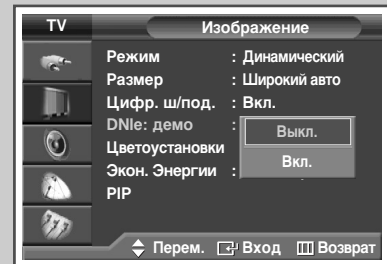 TV
Изображение
Режим : Динамический
Размер : Широкий авто
Цифр. ш/под. : Вкл.
DNIe: демо :
Выкл.
Цветоустановки
Вкл.
Экон. Энергии :
PIP
Перем. Вход Возврат